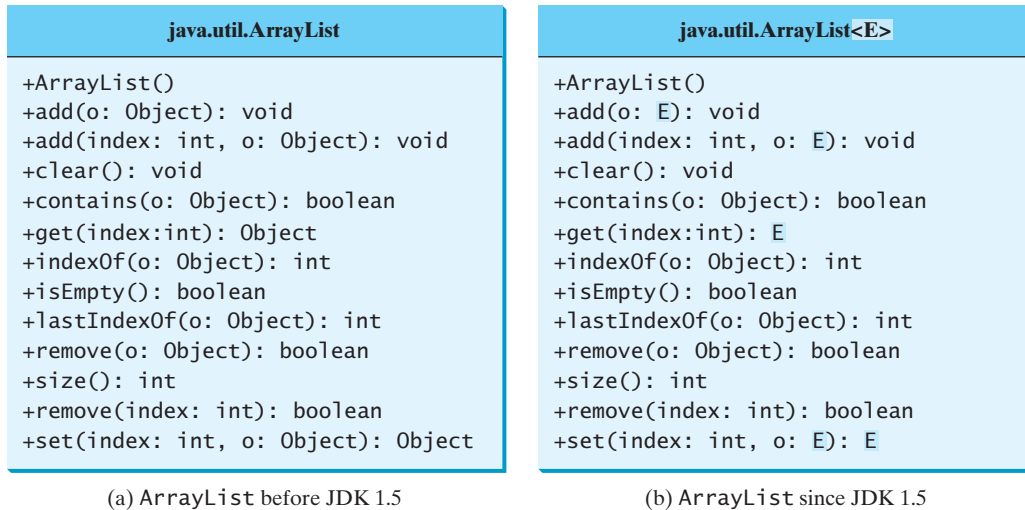 java.util.ArrayList
+ArrayList()
+add(o: Object): void
+add(index: int, o: Object): void
+clear(): void
+contains(o: Object): boolean
+get(index:int): Object
+indexOf(o: Object): int
+isEmpty(): boolean
+lastIndexOf(o: Object): int
+remove(o: Object): boolean
+size(): int
+remove(index: int): boolean
+set(index: int, o: Object): Object
(a) ArrayList before JDK 1.5
java.util.ArrayList<E>
+ArrayList()
+add(o: E): void
+add(index: int, o: E): void
+clear(): void
+contains(o: Object): boolean
+get(index:int): E
+indexOf(o: Object): int
+isEmpty(): boolean
+lastIndexOf(o: Object): int
+remove(o: Object): boolean
+size(): int
+remove(index: int): boolean
+set(index: int, o: E): E
(b) ArrayList since JDK 1.5